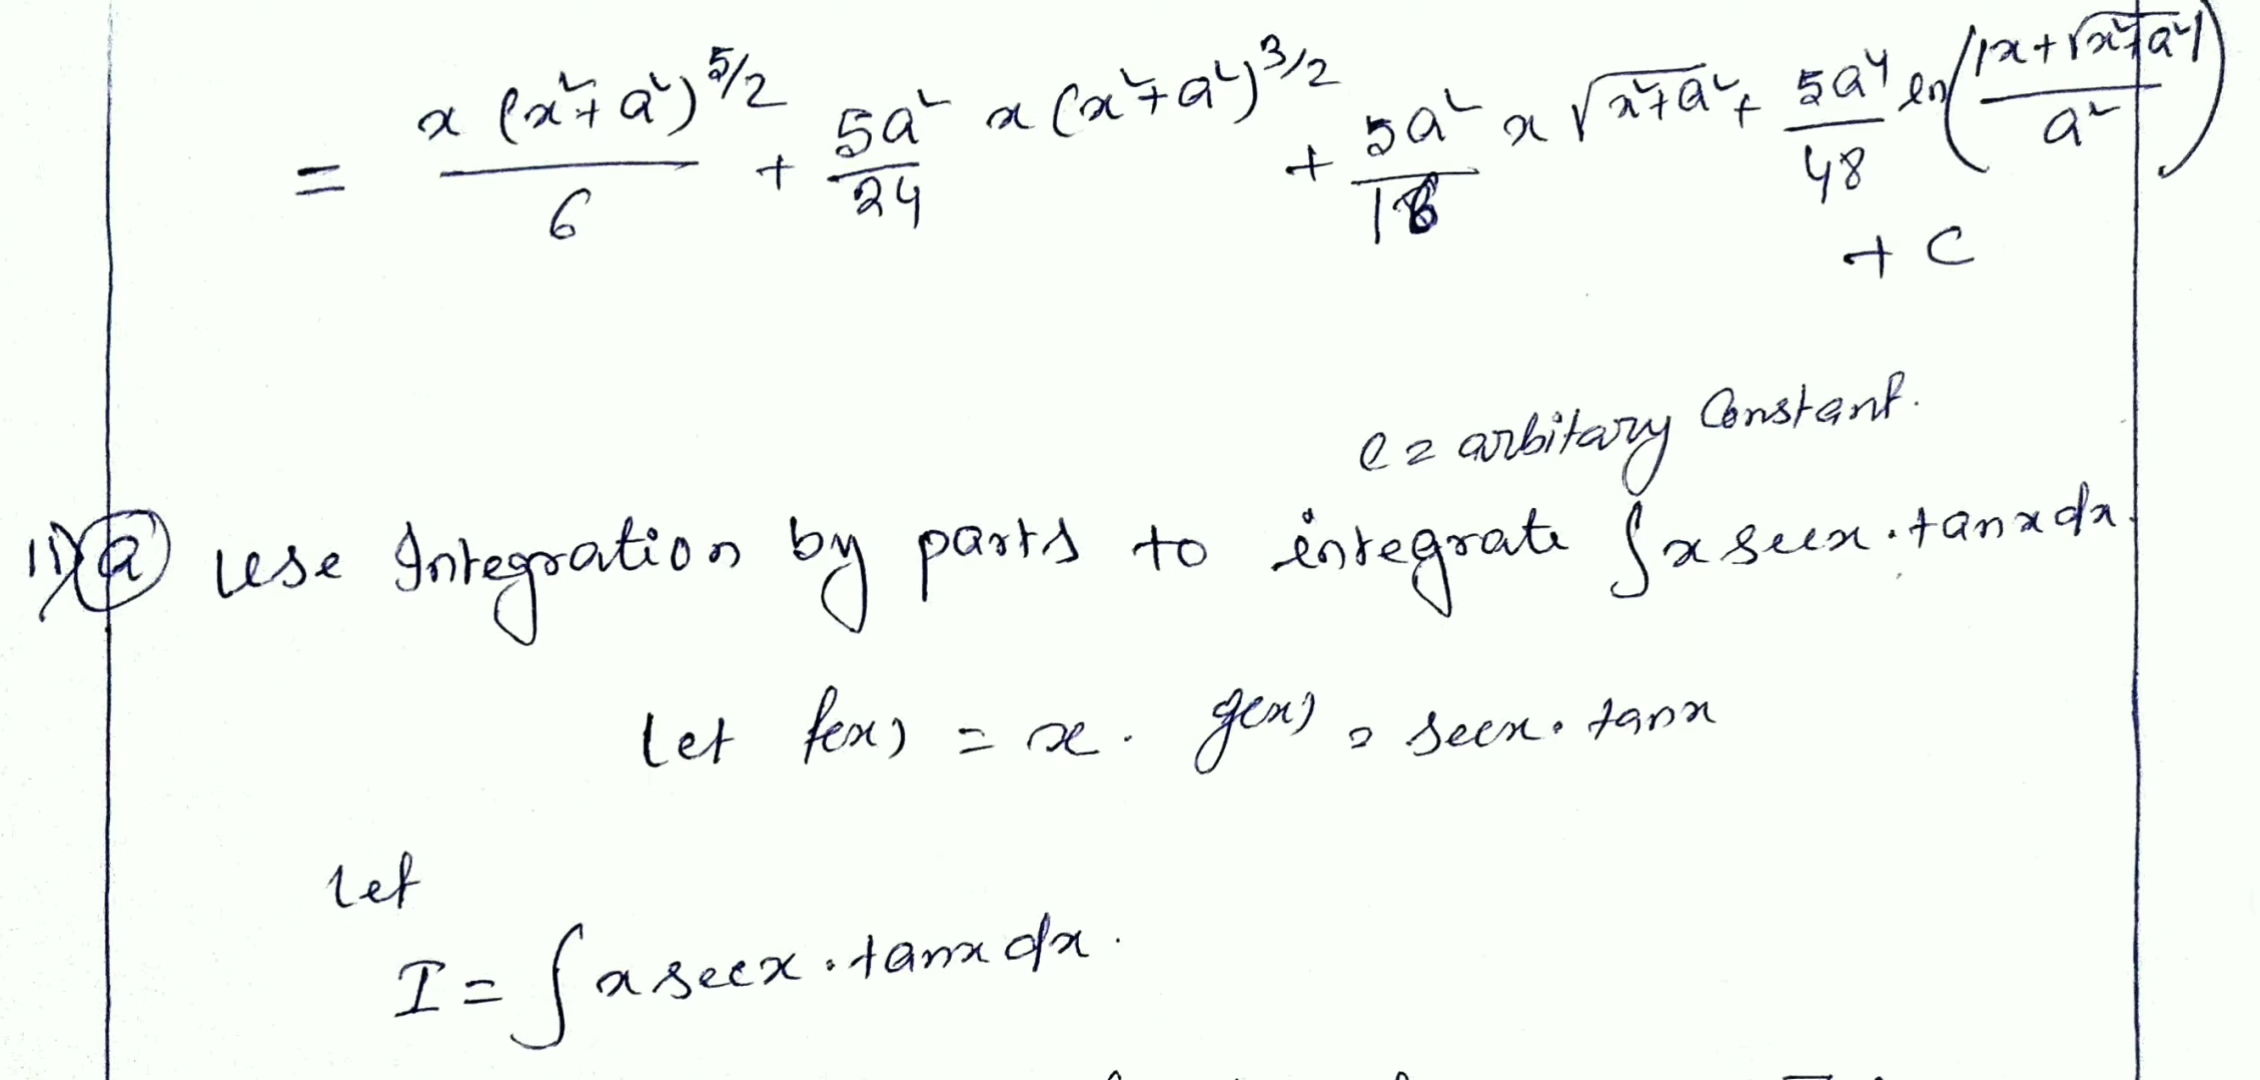 = x (x²+a²)^5/2 / 6 + 5a²/24 x (x²+a²)^3/2 + 5a²/16 x √x²+a² + 5a⁴/48 ln(|x+√x²+a²| / a²)
+ C
C = arbitary Constant.
11) (a) Use Integration by parts to integrate ∫x secx.tanx dx.
Let f(x) = x. g(x) = secx. tanx
Let
I = ∫x secx.tanx dx.